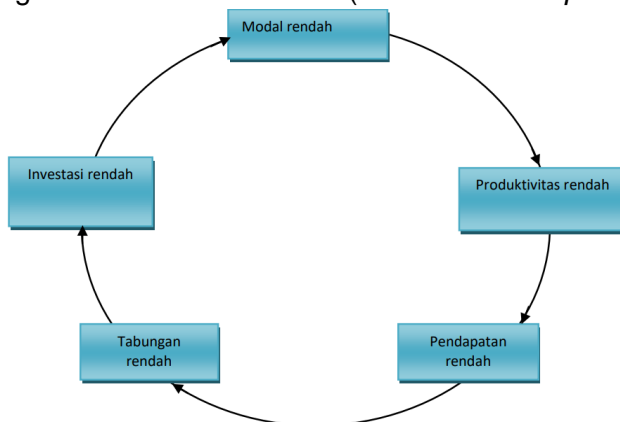 Modal rendah
Produktivitas rendah
Pendapatan
rendah
Tabungan
rendah
Investasi rendah